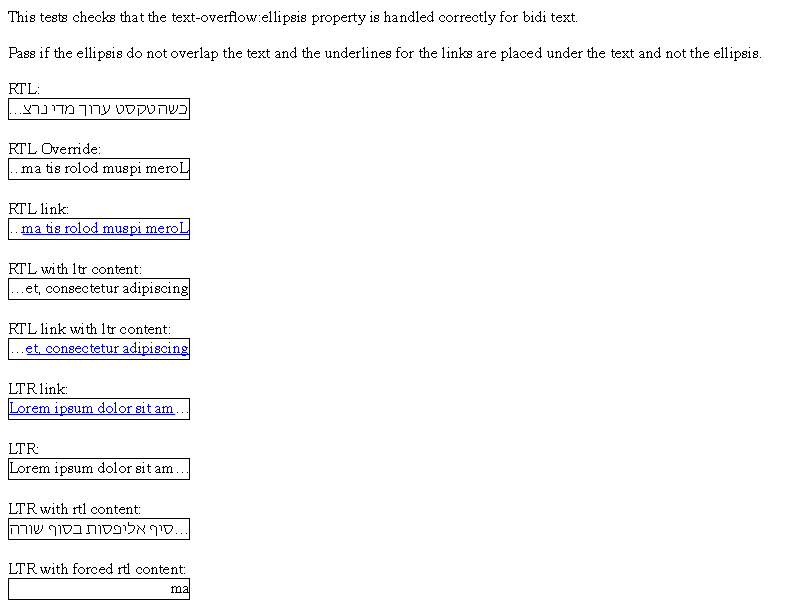 This tests checks that the text-overflow:ellipsis property is handled correctly for bidi text.
Pass if the ellipsis do not overlap the text and the underlines for the links are placed under the text and not the ellipsis.
RTL:
כשהטקסט ערוך מדי נרצ...
RTL Override:
...ma tis rolod muspi meroL
RTL link:
...ma tis rolod muspi meroL
RTL with ltr content:
...et, consectetur adipiscing
RTL link with ltr content:
...et, consectetur adipiscing
LTR link:
Lorem ipsum dolor sit am...
LTR:
Lorem ipsum dolor sit am...
LTR with rtl content:
...סיף אליפסות בסוף שורה
LTR with forced rtl content:
ma